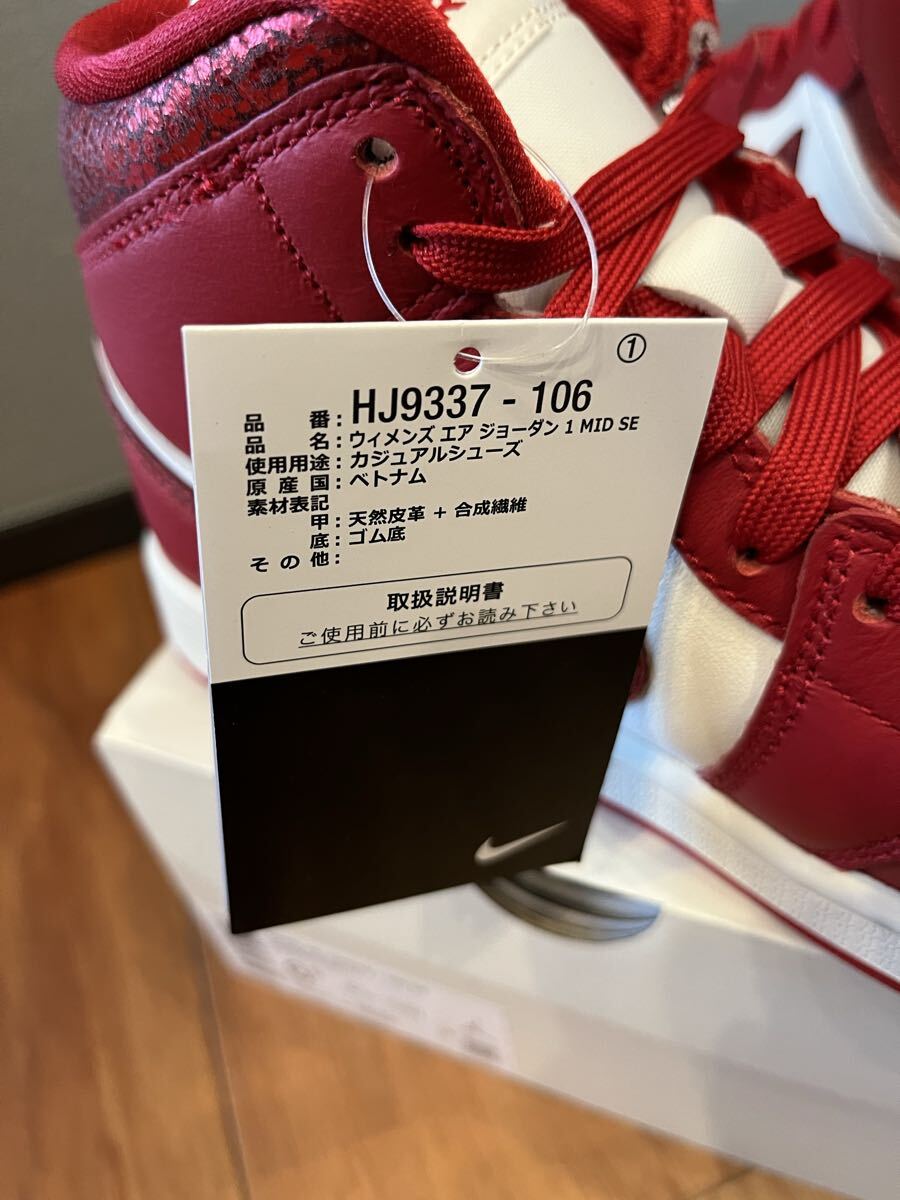 ①
品番：HJ9337 - 106
品名：ウィメンズ エア ジョーダン 1 MID SE
使用用途：カジュアルシューズ
原産国：ベトナム
素材表記
甲：天然皮革 + 合成繊維
底：ゴム底
その他：
取扱説明書
ご使用前に必ずお読み下さい